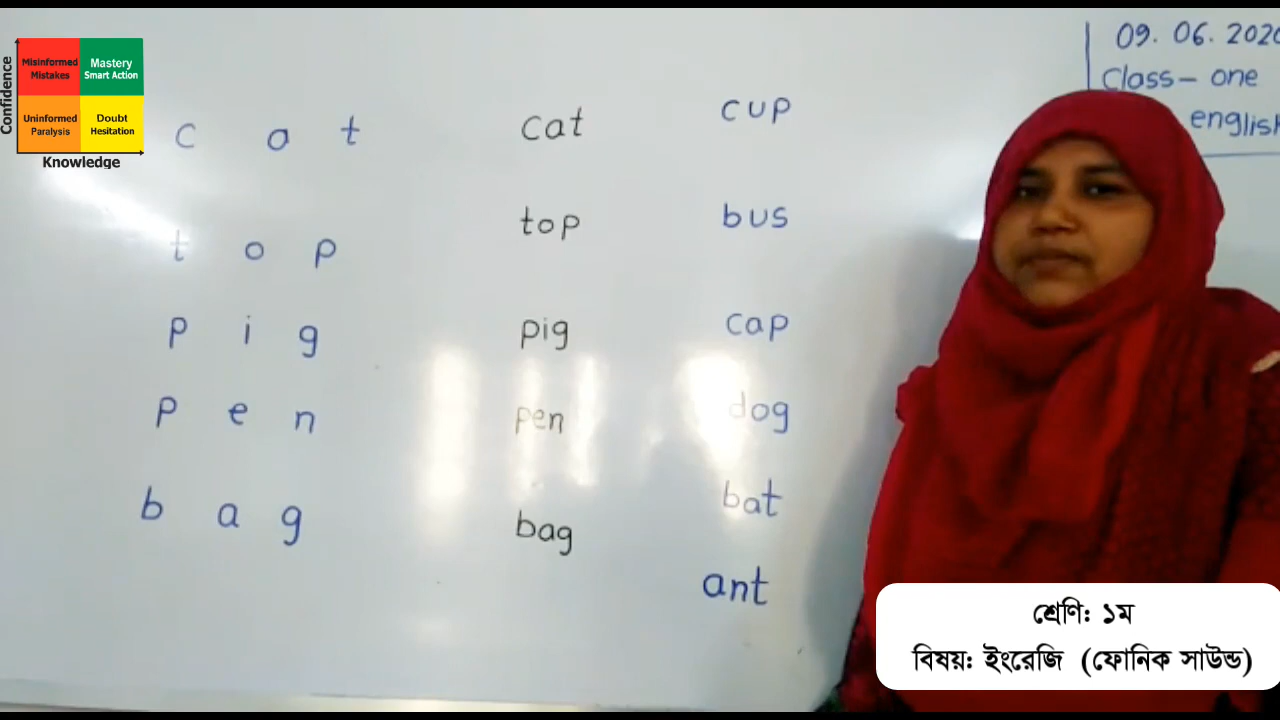 Confidence
Misinformed
Mistakes
Mastery
Smart Action
Uninformed
Paralysis
Doubt
Hesitation
Knowledge
09. 06. 2020
Class – one
english
c a t
t o p
p i g
p e n
b a g
cat
top
pig
pen
bag
cup
bus
cap
dog
bat
ant
শ্রেণি: ১ম
বিষয়: ইংরেজি (ফোনিক সাউন্ড)